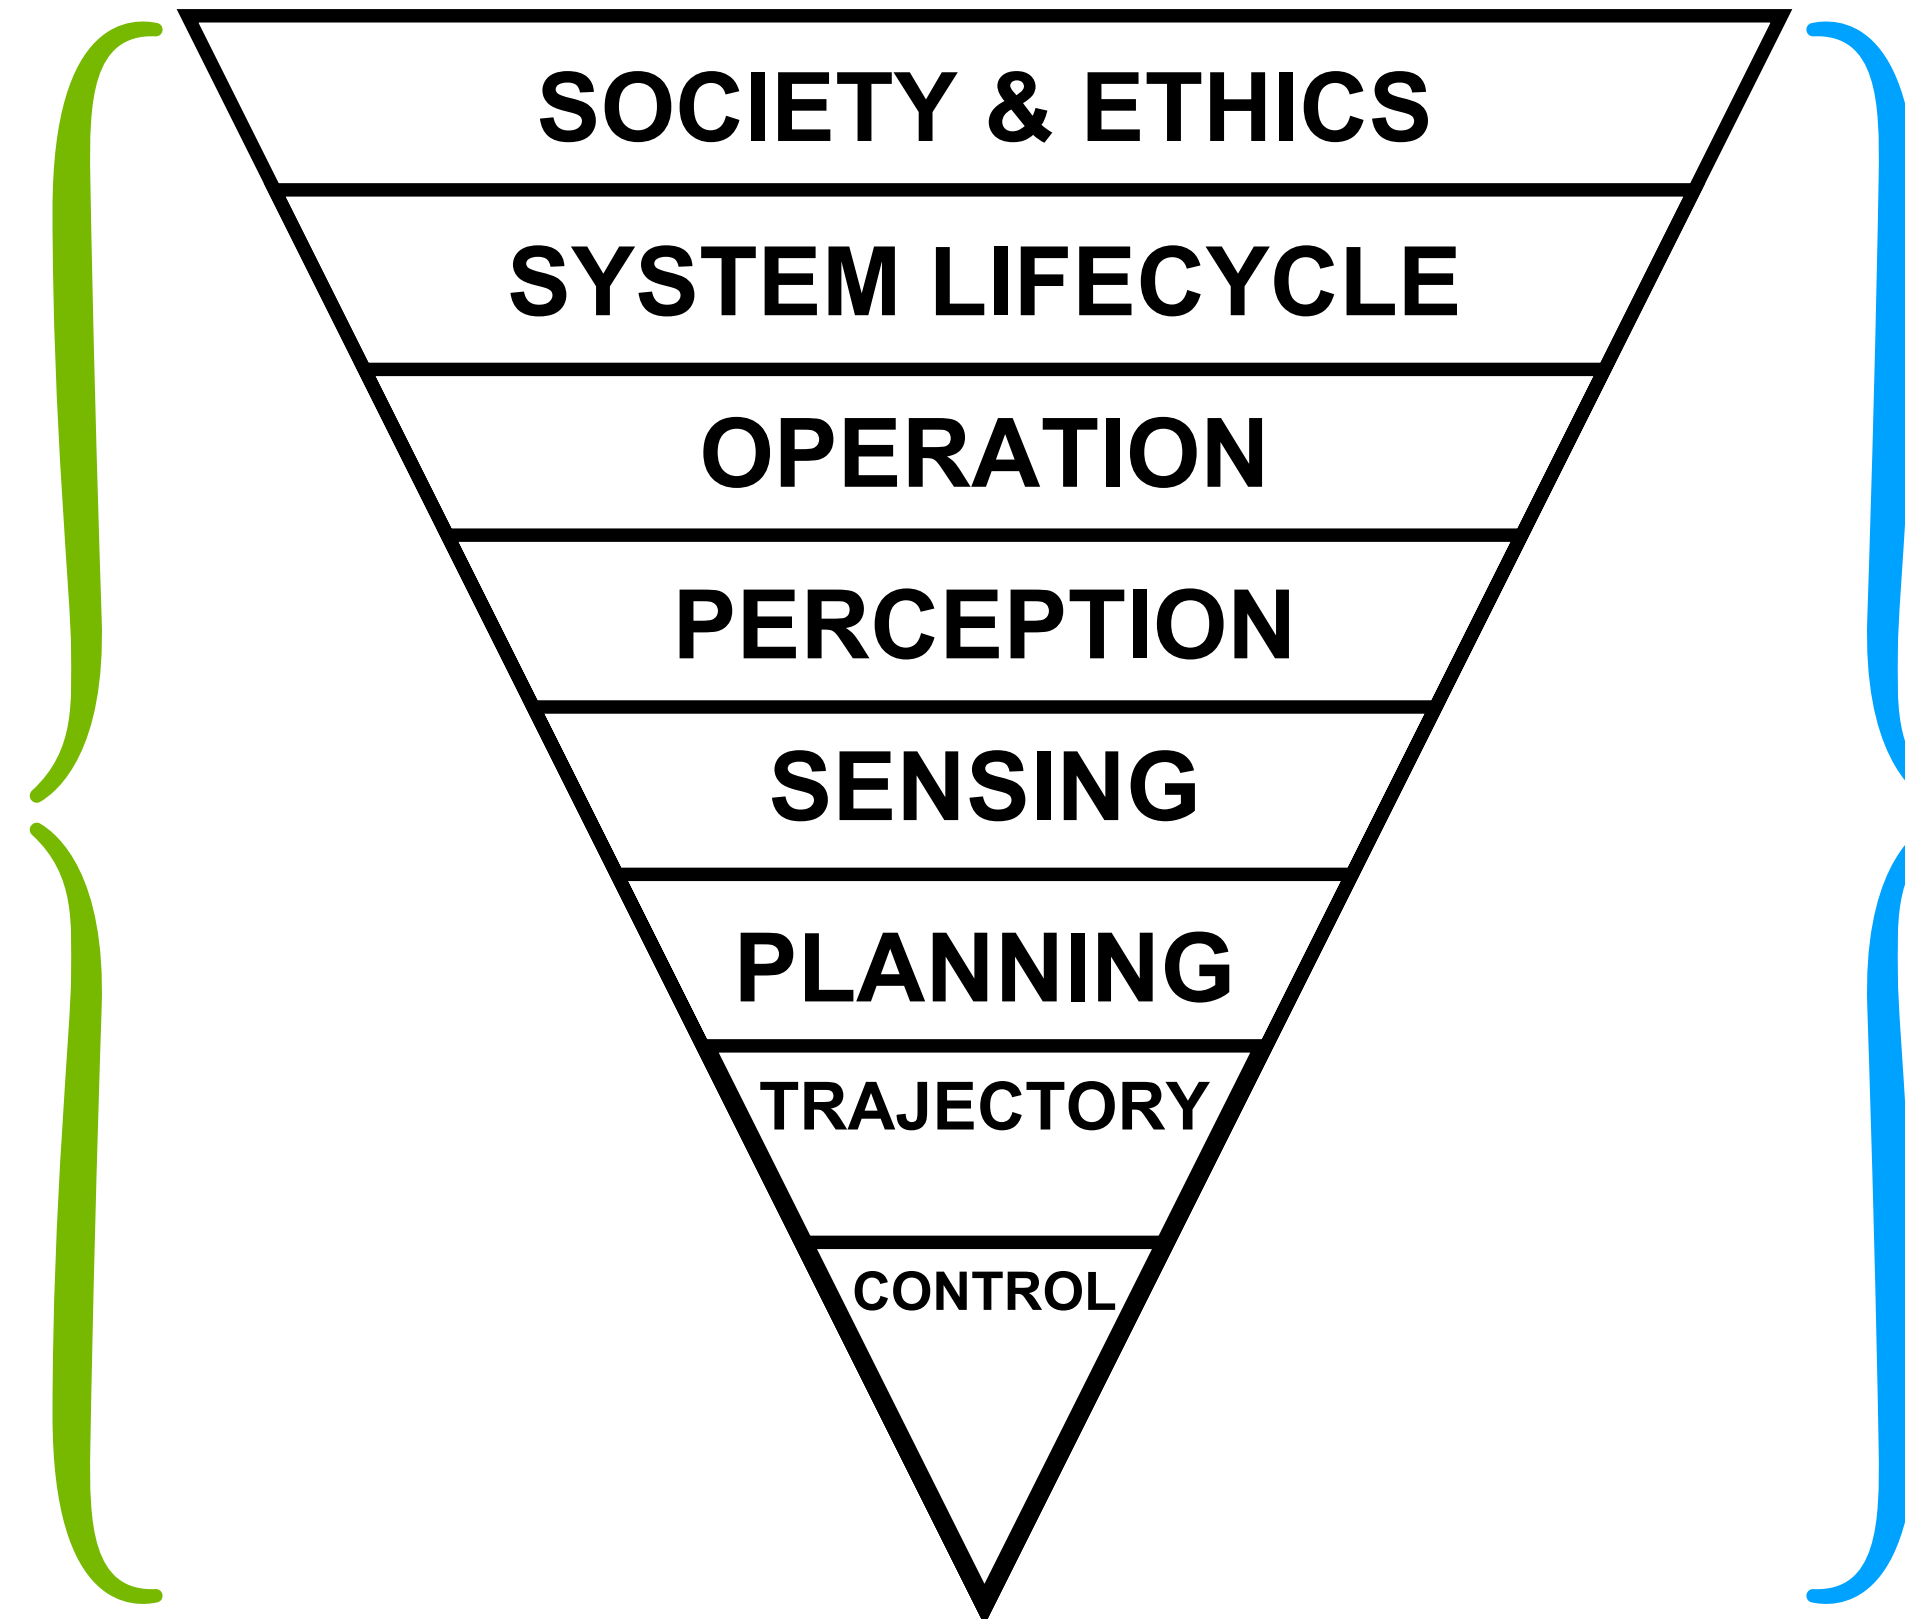 SOCIETY & ETHICS
SYSTEM LIFECYCLE
OPERATION
PERCEPTION
SENSING
PLANNING
TRAJECTORY
CONTROL